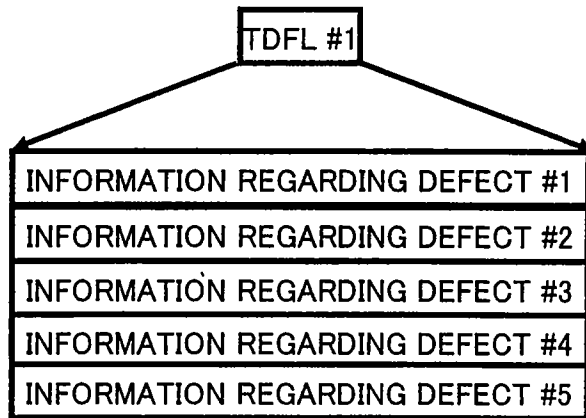 TDFL #1
INFORMATION REGARDING DEFECT #1
INFORMATION REGARDING DEFECT #2
INFORMATION REGARDING DEFECT #3
INFORMATION REGARDING DEFECT #4
INFORMATION REGARDING DEFECT #5